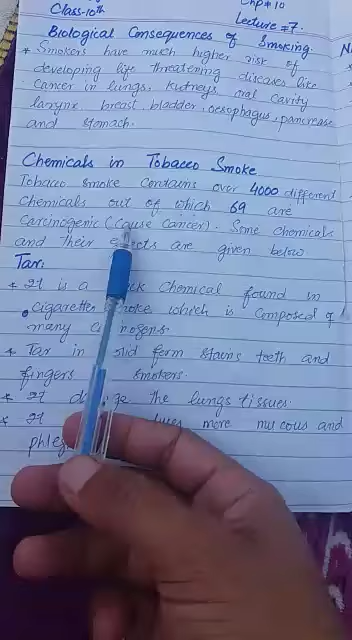 Chp # 10
Class-10th
Lecture #7.
Biological Consequences of Smoking.
* Smokers have much higher risk of
developing life threatening diseases like
cancer in lungs, kidneys, oral cavity
larynx breast, bladder, oesophagus, pancrease
and stomach.
Chemicals in Tobacco Smoke
Tobacco smoke contains over 4000 different
chemicals out of which 69 are
Carcinogenic (cause cancer). Some chemicals
and their are given below
Tar:
* It is a chemical found in
cigarettes which is composed of
many
* Tar in form stains teeth and
fingers smokers.
* It the lungs tissues.
* It more mucous and